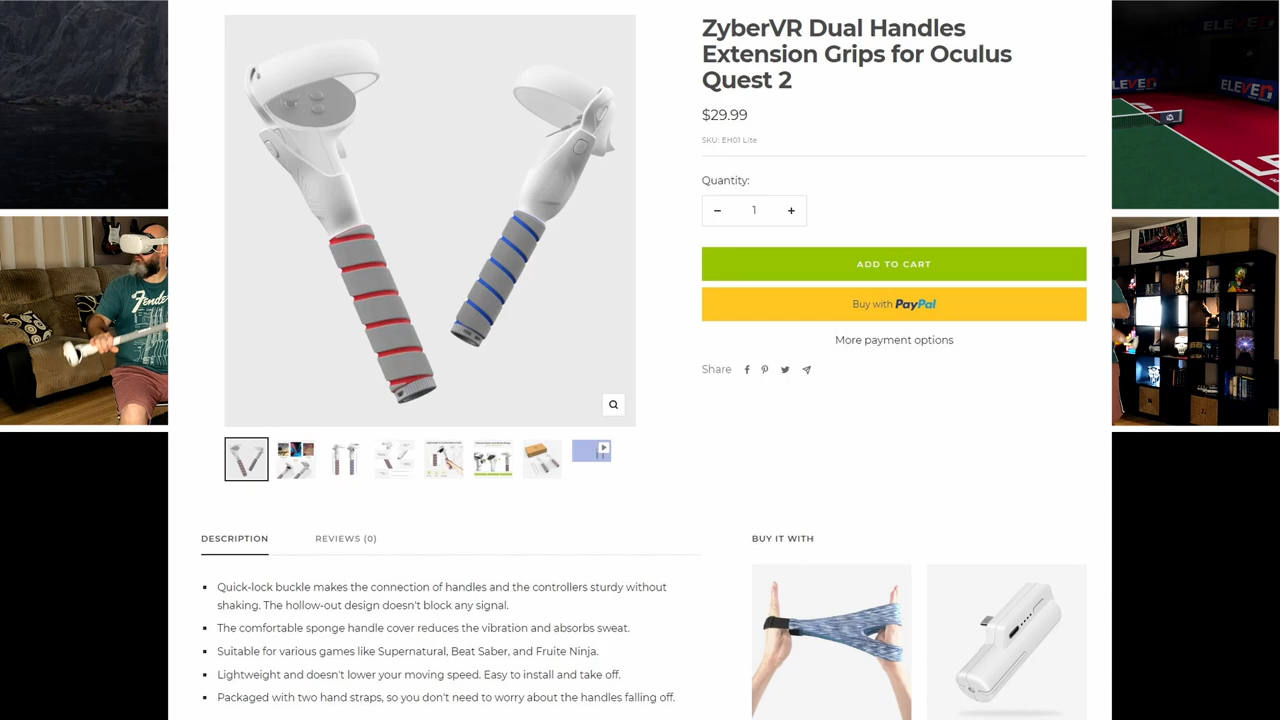 ZyberVR Dual Handles
Extension Grips for Oculus
Quest 2
$29.99
SKU: EH01 Lite
Quantity:
− 1 +
ADD TO CART
Buy with PayPal
More payment options
Share
DESCRIPTION
REVIEWS (0)
Quick-lock buckle makes the connection of handles and the controllers sturdy without
shaking. The hollow-out design doesn't block any signal.
The comfortable sponge handle cover reduces the vibration and absorbs sweat.
Suitable for various games like Supernatural, Beat Saber, and Fruite Ninja.
Lightweight and doesn't lower your moving speed. Easy to install and take off.
Packaged with two hand straps, so you don't need to worry about the handles falling off.
BUY IT WITH
Fender
ELEVEN
ELEVEN